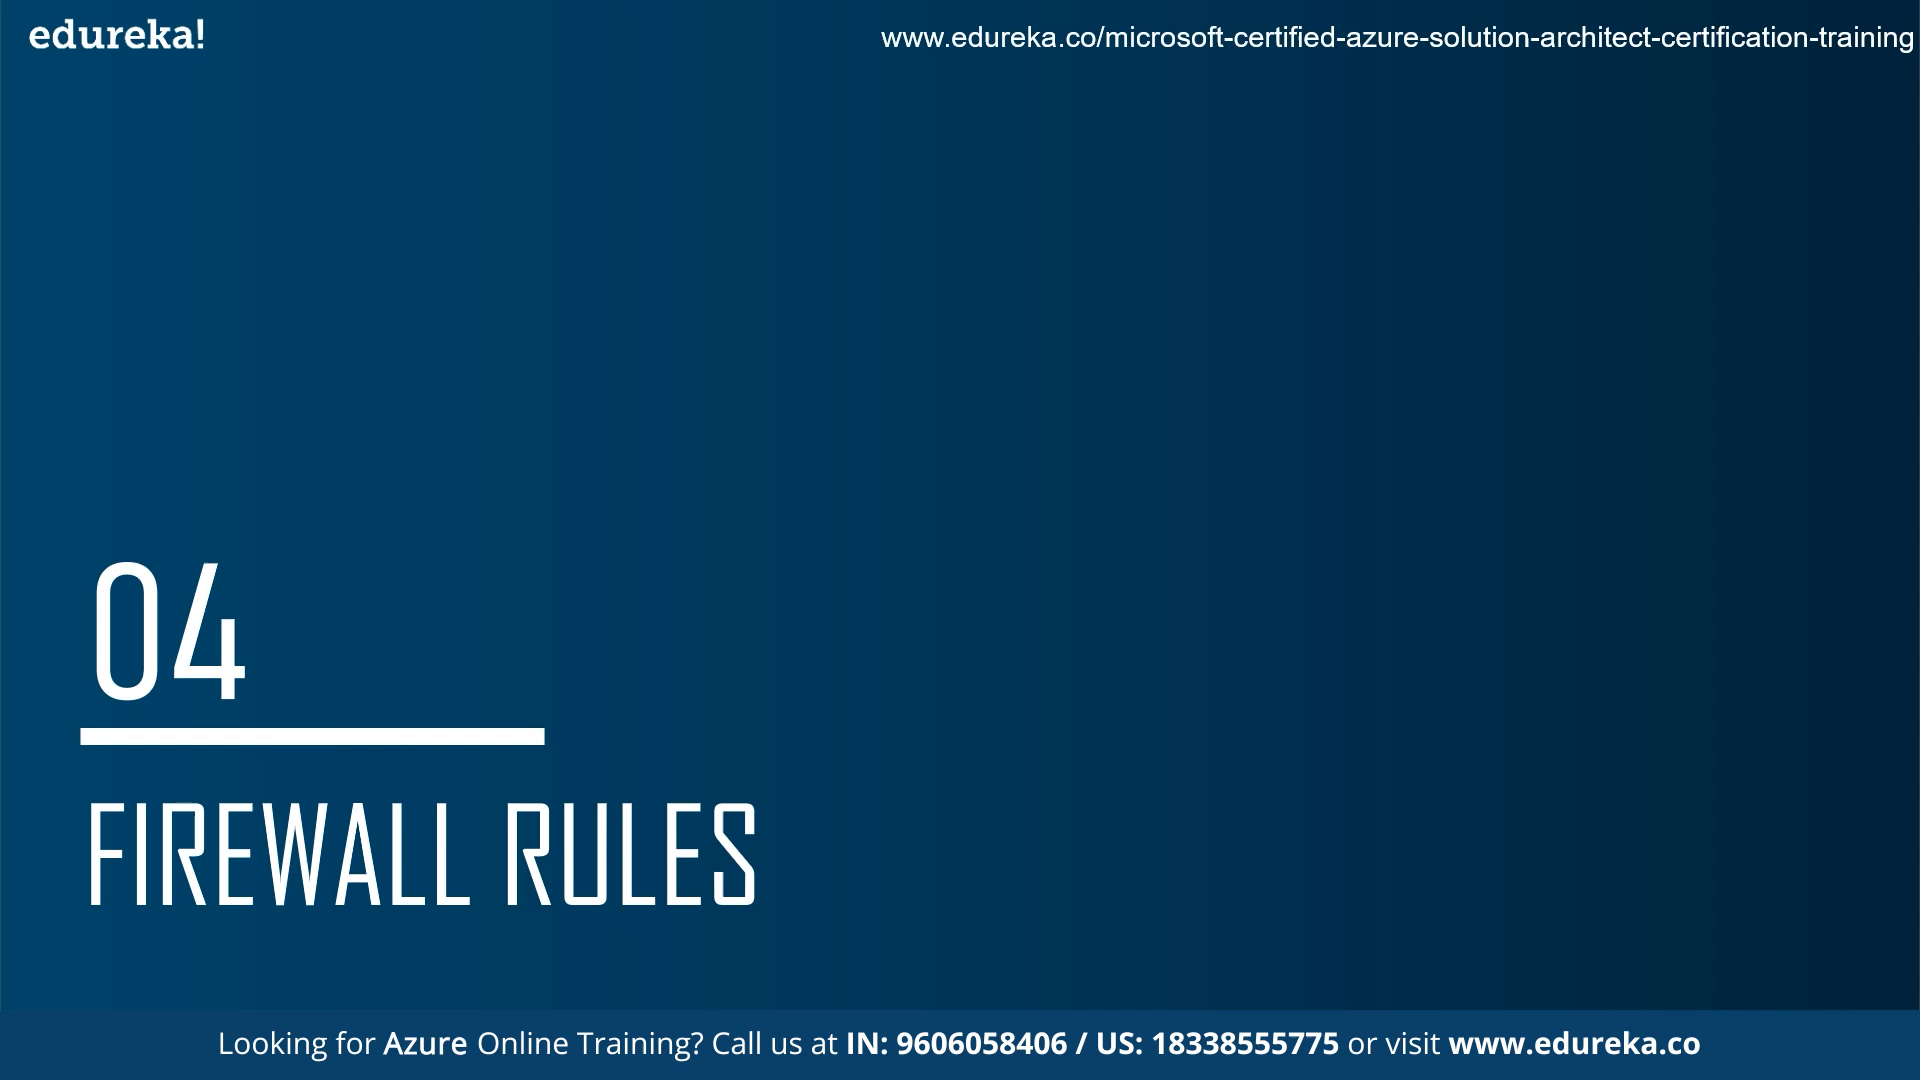 edureka!
www.edureka.co/microsoft-certified-azure-solution-architect-certification-training
04
FIREWALL RULES
Looking for Azure Online Training? Call us at IN: 9606058406 / US: 18338555775 or visit www.edureka.co